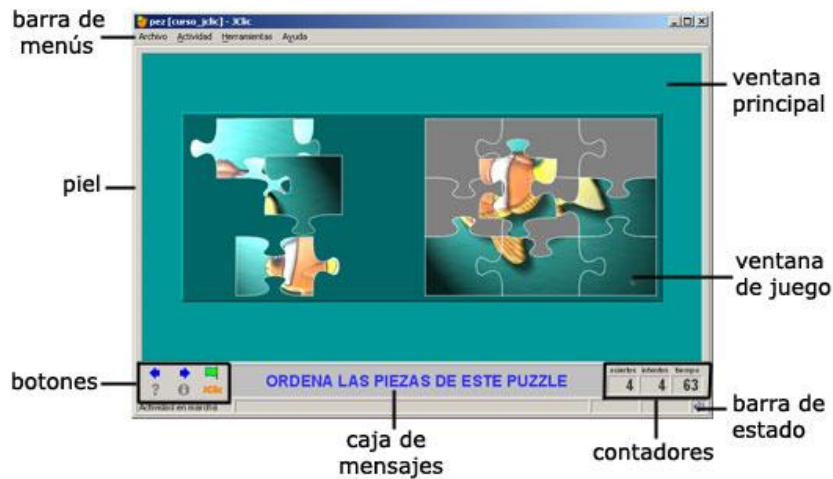 barra de
menús
pez [curso_jclic] - JClic
Archivo Actividad Herramientas Ayuda
ventana
principal
piel
ventana
de juego
botones
JClic
ORDENA LAS PIEZAS DE ESTE PUZZLE
aciertos intentos tiempo
4 4 63
Actividad en marcha
caja de
mensajes
contadores
barra de
estado